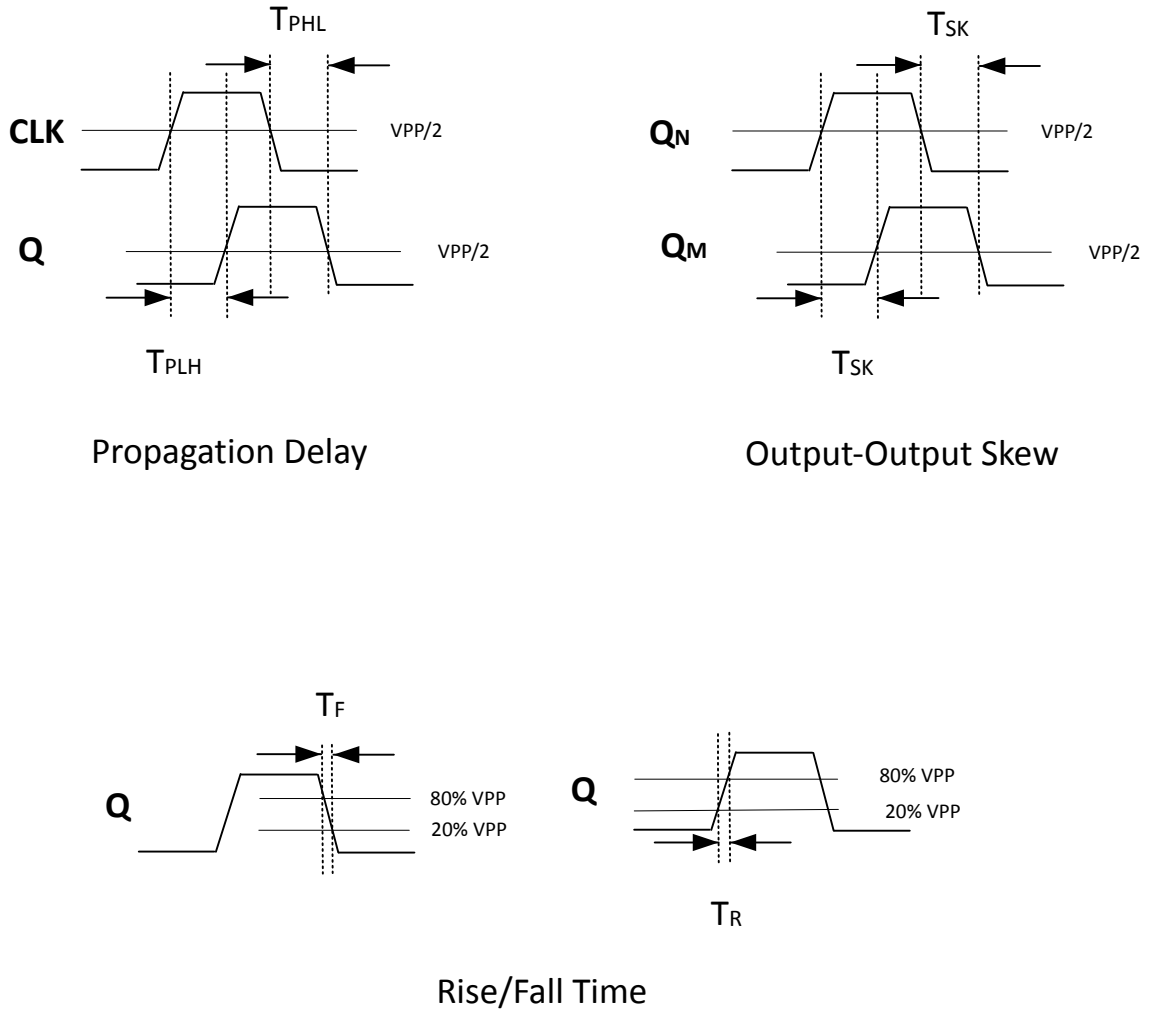 TPHL
CLK
VPP/2
Q
VPP/2
TPLH
Propagation Delay
TSK
QN
VPP/2
QM
VPP/2
TSK
Output-Output Skew
TF
Q
80% VPP
20% VPP
Q
80% VPP
20% VPP
TR
Rise/Fall Time